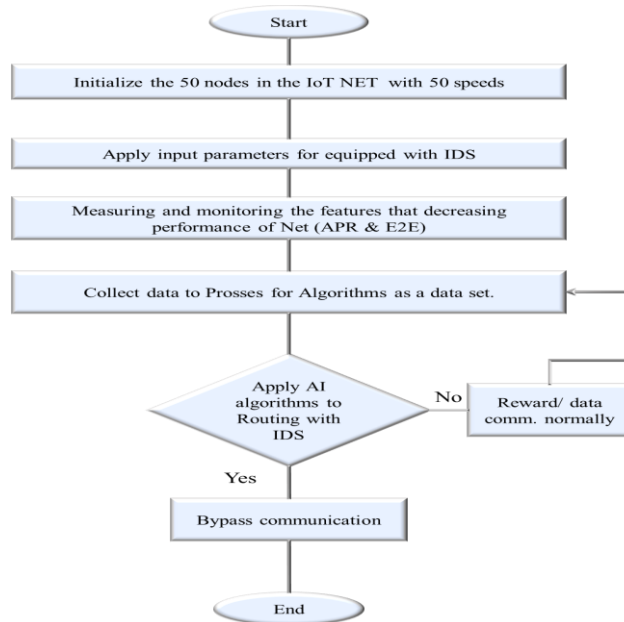 Start
Initialize the 50 nodes in the IoT NET with 50 speeds
Apply input parameters for equipped with IDS
Measuring and monitoring the features that decreasing
performance of Net (APR & E2E)
Collect data to Prosses for Algorithms as a data set.
Apply AI
algorithms to
Routing with
IDS
No
Reward/ data
comm. normally
Yes
Bypass communication
End